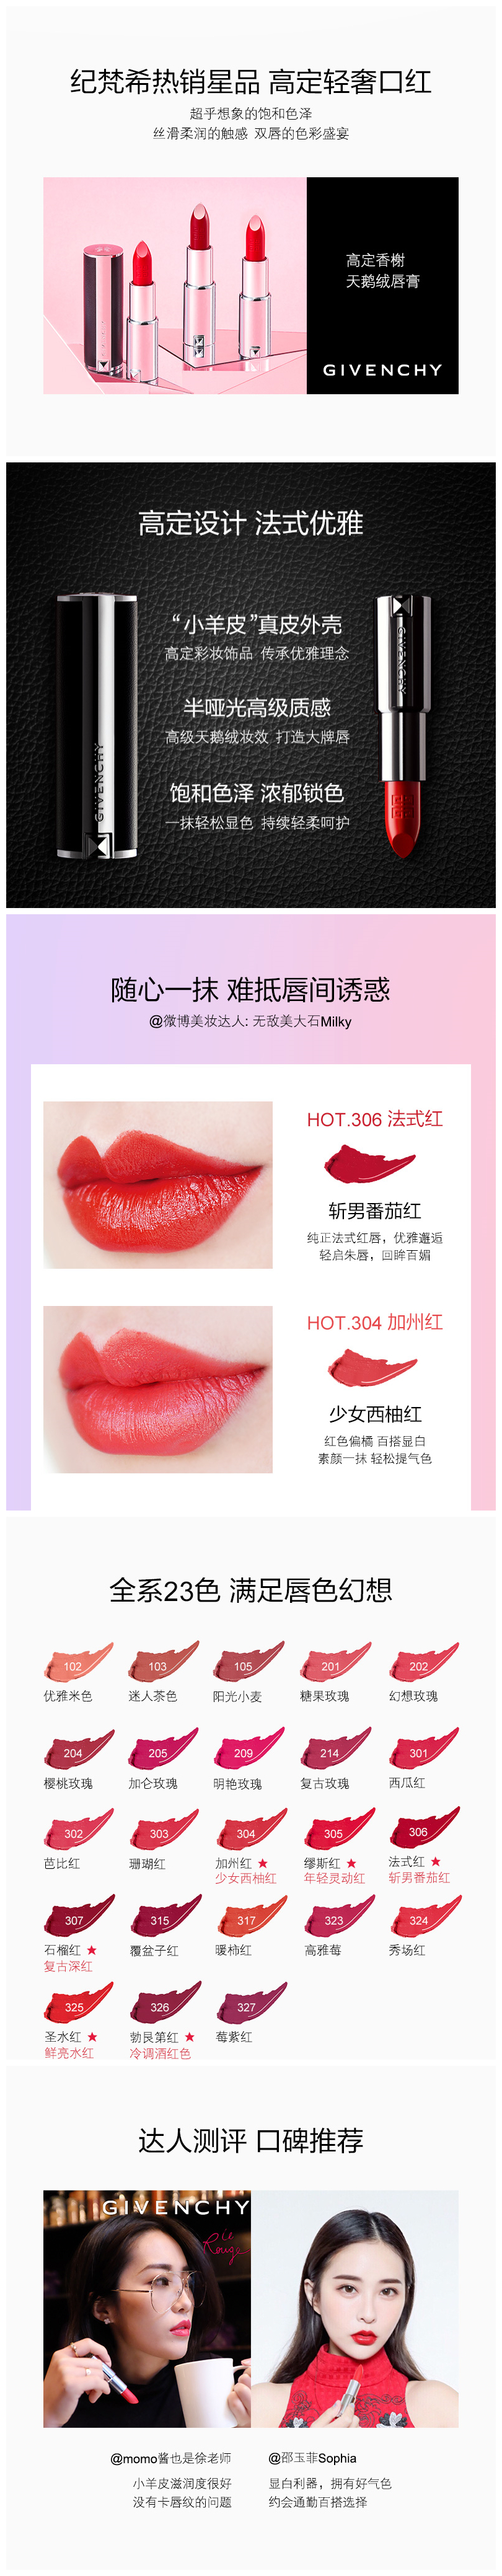 纪梵希热销星品 高定轻奢口红
超乎想象的饱和色泽
丝滑柔润的触感 双唇的色彩盛宴
高定香榭
天鹅绒唇膏
GIVENCHY
高定设计 法式优雅
“小羊皮”真皮外壳
高定彩妆饰品 传承优雅理念
半哑光高级质感
高级天鹅绒妆效 打造大牌唇
饱和色泽 浓郁锁色
一抹轻松显色 持续轻柔呵护
GIVENCHY
GIVENCHY
随心一抹 难抵唇间诱惑
@微博美妆达人: 无敌美大石Milky
HOT.306 法式红
斩男番茄红
纯正法式红唇，优雅邂逅
轻启朱唇，回眸百媚
HOT.304 加州红
少女西柚红
红色偏橘 百搭显白
素颜一抹 轻松提气色
全系23色 满足唇色幻想
102 103 105 201 202
优雅米色 迷人茶色 阳光小麦 糖果玫瑰 幻想玫瑰
204 205 209 214 301
樱桃玫瑰 加仑玫瑰 明艳玫瑰 复古玫瑰 西瓜红
302 303 304 305 306
芭比红 珊瑚红 加州红 ★ 缪斯红 ★ 法式红 ★
少女西柚红 年轻灵动红 斩男番茄红
307 315 317 323 324
石榴红 ★ 覆盆子红 暖柿红 高雅莓 秀场红
复古深红
325 326 327
圣水红 ★ 勃艮第红 ★ 莓紫红
鲜亮水红 冷调酒红色
达人测评 口碑推荐
GIVENCHY
le
Rouge
@momo酱也是徐老师
小羊皮滋润度很好
没有卡唇纹的问题
@邵玉菲Sophia
显白利器，拥有好气色
约会通勤百搭选择